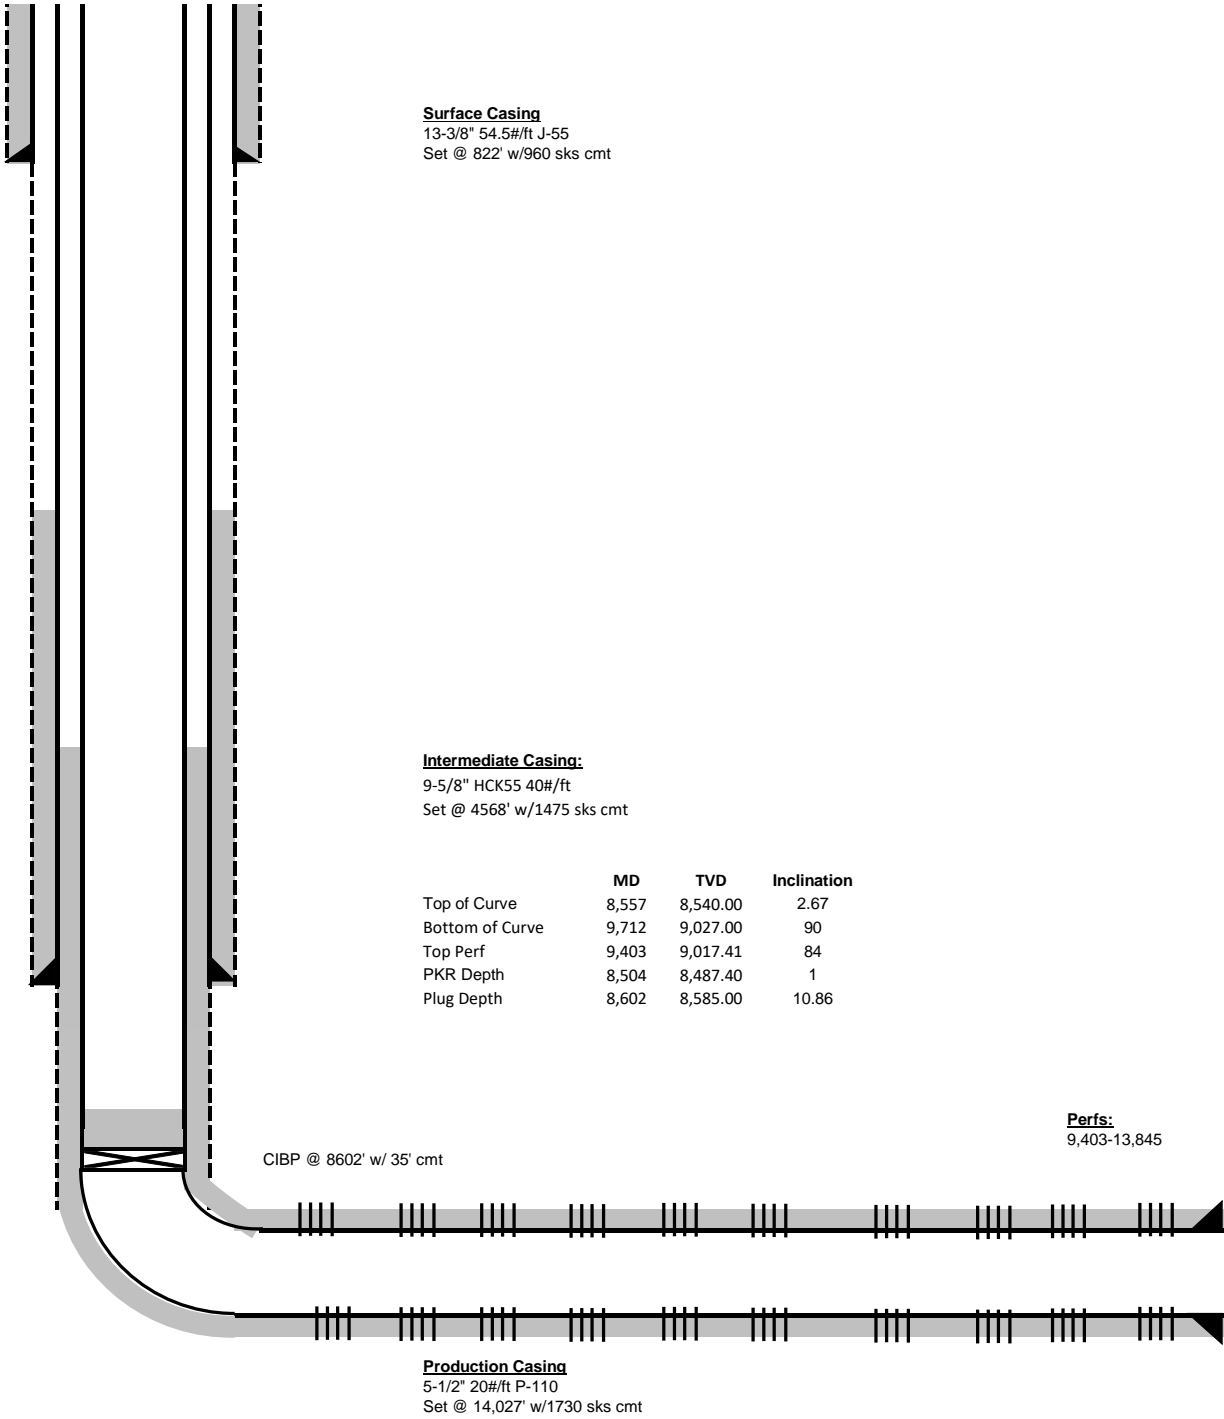 Surface Casing
13-3/8" 54.5#/ft J-55
Set @ 822' w/960 sks cmt
Intermediate Casing:
9-5/8" HCK55 40#/ft
Set @ 4568' w/1475 sks cmt
MD TVD Inclination
Top of Curve 8,557 8,540.00 2.67
Bottom of Curve 9,712 9,027.00 90
Top Perf 9,403 9,017.41 84
PKR Depth 8,504 8,487.40 1
Plug Depth 8,602 8,585.00 10.86
Perfs:
9,403-13,845
CIBP @ 8602' w/ 35' cmt
Production Casing
5-1/2" 20#/ft P-110
Set @ 14,027' w/1730 sks cmt